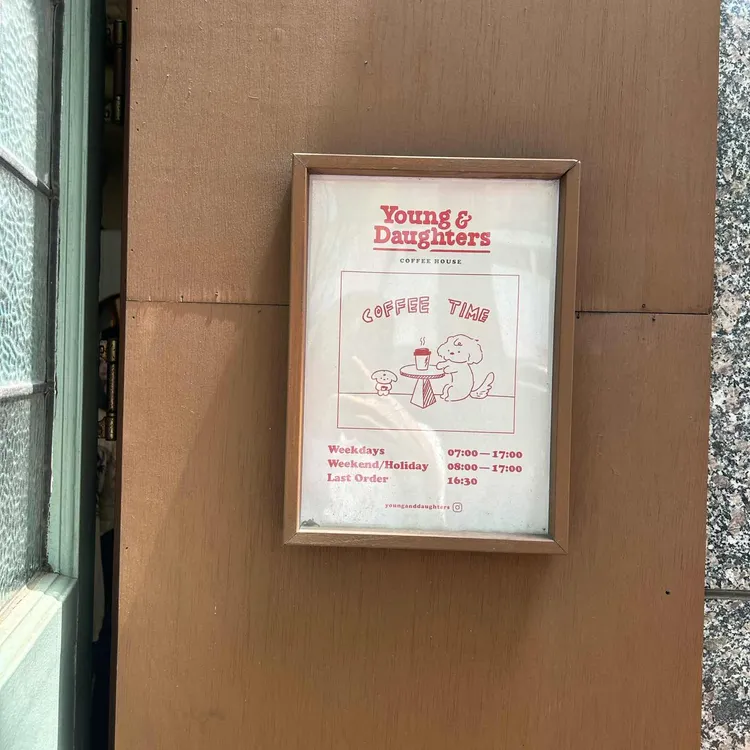 Young &
Daughters
COFFEE HOUSE
COFFEE TIME
Weekdays 07:00—17:00
Weekend/Holiday 08:00—17:00
Last Order 16:30
younganddaughters